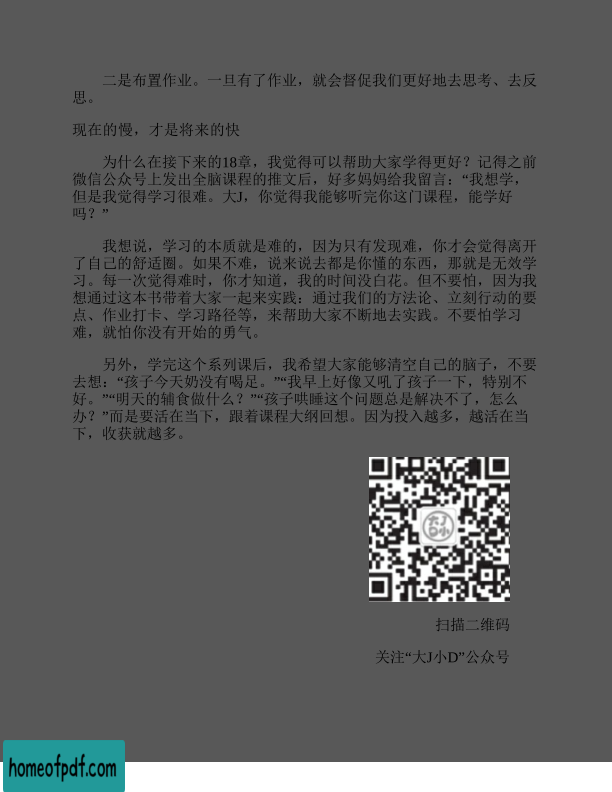 二是布置作业。一旦有了作业，就会督促我们更好地去思考、去反
思。
现在的慢，才是将来的快
为什么在接下来的18章，我觉得可以帮助大家学得更好？记得之前
微信公众号上发出全脑课程的推文后，好多妈妈给我留言：“我想学，
但是我觉得学习很难。大J，你觉得我能够听完你这门课程，能学好
吗？”
我想说，学习的本质就是难的，因为只有发现难，你才会觉得离开
了自己的舒适圈。如果不难，说来说去都是你懂的东西，那就是无效学
习。每一次觉得难时，你才知道，我的时间没白花。但不要怕，因为我
想通过这本书带着大家一起来实践：通过我们的方法论、立刻行动的要
点、作业打卡、学习路径等，来帮助大家不断地去实践。不要怕学习
难，就怕你没有开始的勇气。
另外，学完这个系列课后，我希望大家能够清空自己的脑子，不要
去想：“孩子今天奶没有喝足。”“我早上好像又吼了孩子一下，特别不
好。”“明天的辅食做什么？”“孩子哄睡这个问题总是解决不了，怎么
办？”而是要活在当下，跟着课程大纲回想。因为投入越多，越活在当
下，收获就越多。
大J
小D
扫描二维码
关注“大J小D”公众号
homeofpdf.com